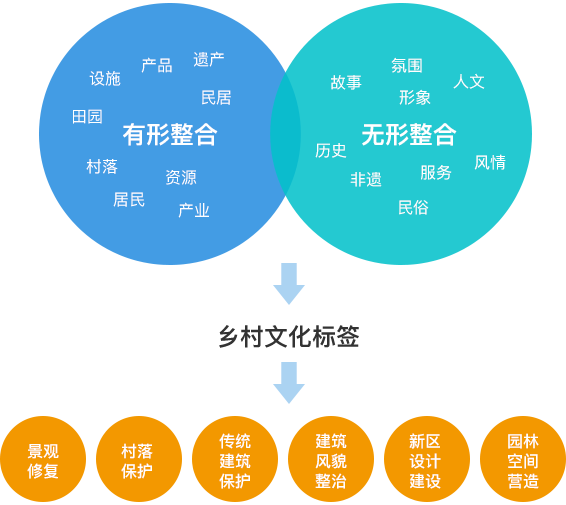 设施
产品
遗产
民居
田园
有形整合
村落
资源
居民
产业
故事
氛围
人文
形象
无形整合
历史
非遗
服务
风情
民俗
乡村文化标签
景观
修复
村落
保护
传统
建筑
保护
建筑
风貌
整治
新区
设计
建设
园林
空间
营造